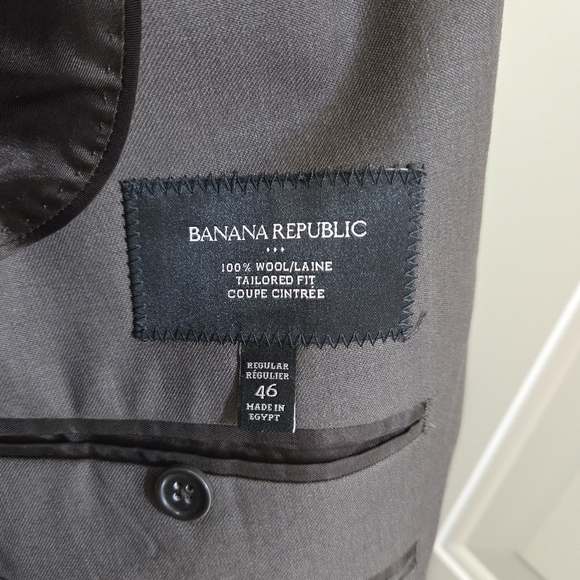 BANANA REPUBLIC
100% WOOL/LAINE
TAILORED FIT
COUPE CINTRÉE
REGULAR
RÉGULIER
46
MADE IN
EGYPT